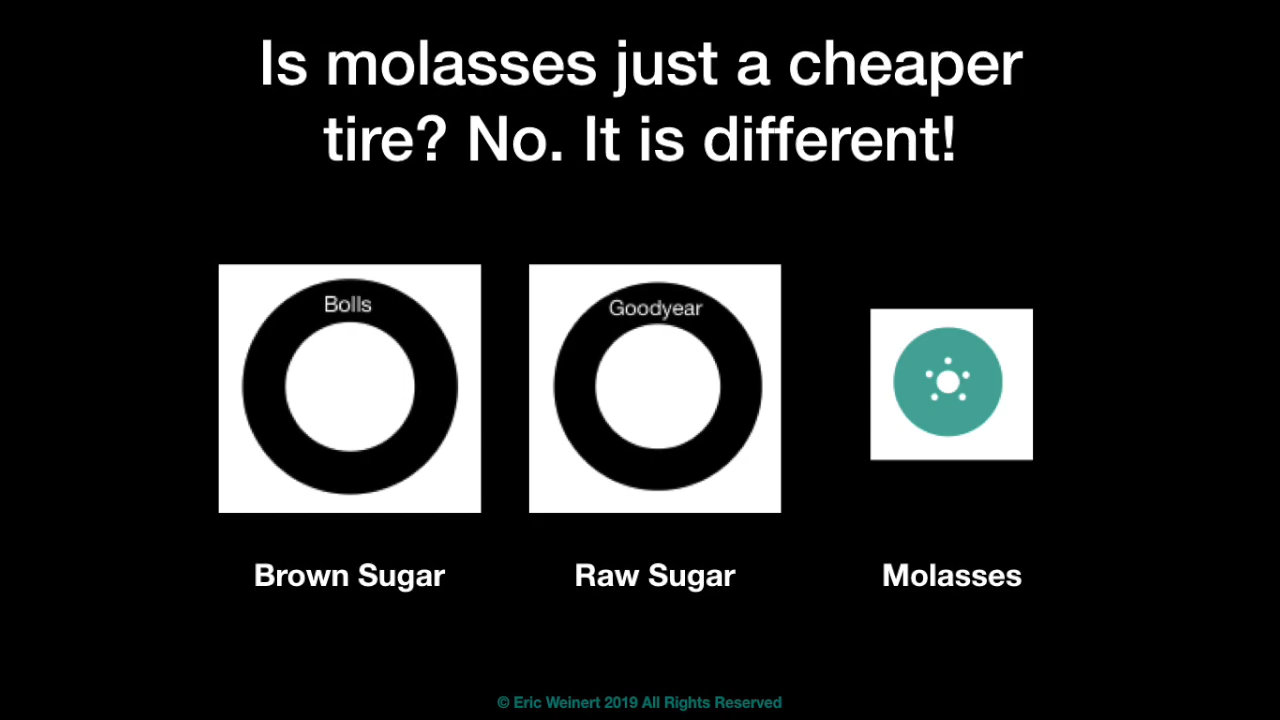 Is molasses just a cheaper
tire? No. It is different!
Bolls
Goodyear
Brown Sugar
Raw Sugar
Molasses
© Eric Weinert 2019 All Rights Reserved